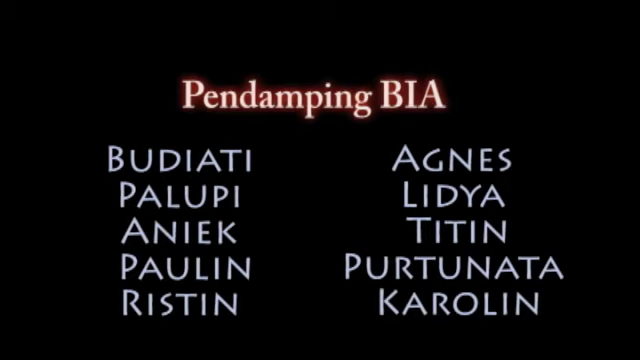 Pendamping BIA
BUDIATI
PALUPI
ANIEK
PAULIN
RISTIN
AGNES
LIDYA
TITIN
PURTUNATA
KAROLIN